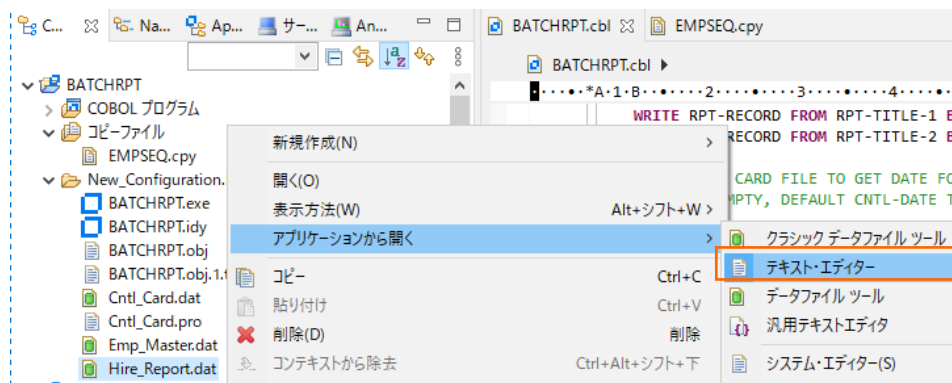 C...
Na...
Ap...
サー...
An...
BATCHRPT.cbl
EMPSEQ.cpy
BATCHRPT.cbl
BATCHRPT
COBOL プログラム
コピーファイル
EMPSEQ.cpy
New_Configuration.
BATCHRPT.exe
BATCHRPT.idy
BATCHRPT.obj
BATCHRPT.obj.1.
Cntl_Card.dat
Cntl_Card.pro
Emp_Master.dat
Hire_Report.dat
*A-1-B--•----2----•----3----•----4----•
WRITE RPT-RECORD FROM RPT-TITLE-1
RECORD FROM RPT-TITLE-2
CARD FILE TO GET DATE
MPTY, DEFAULT CNTL-DATE
新規作成(N)
開く(O)
表示方法(W) Alt+シフト+W
アプリケーションから開く
コピー Ctrl+C
貼り付け Ctrl+V
削除(D) 削除
コンテキストから除去 Ctrl+Alt+シフト+下
クラシック データファイル ツール
テキスト・エディター
データファイル ツール
汎用テキストエディタ
システム・エディター(S)